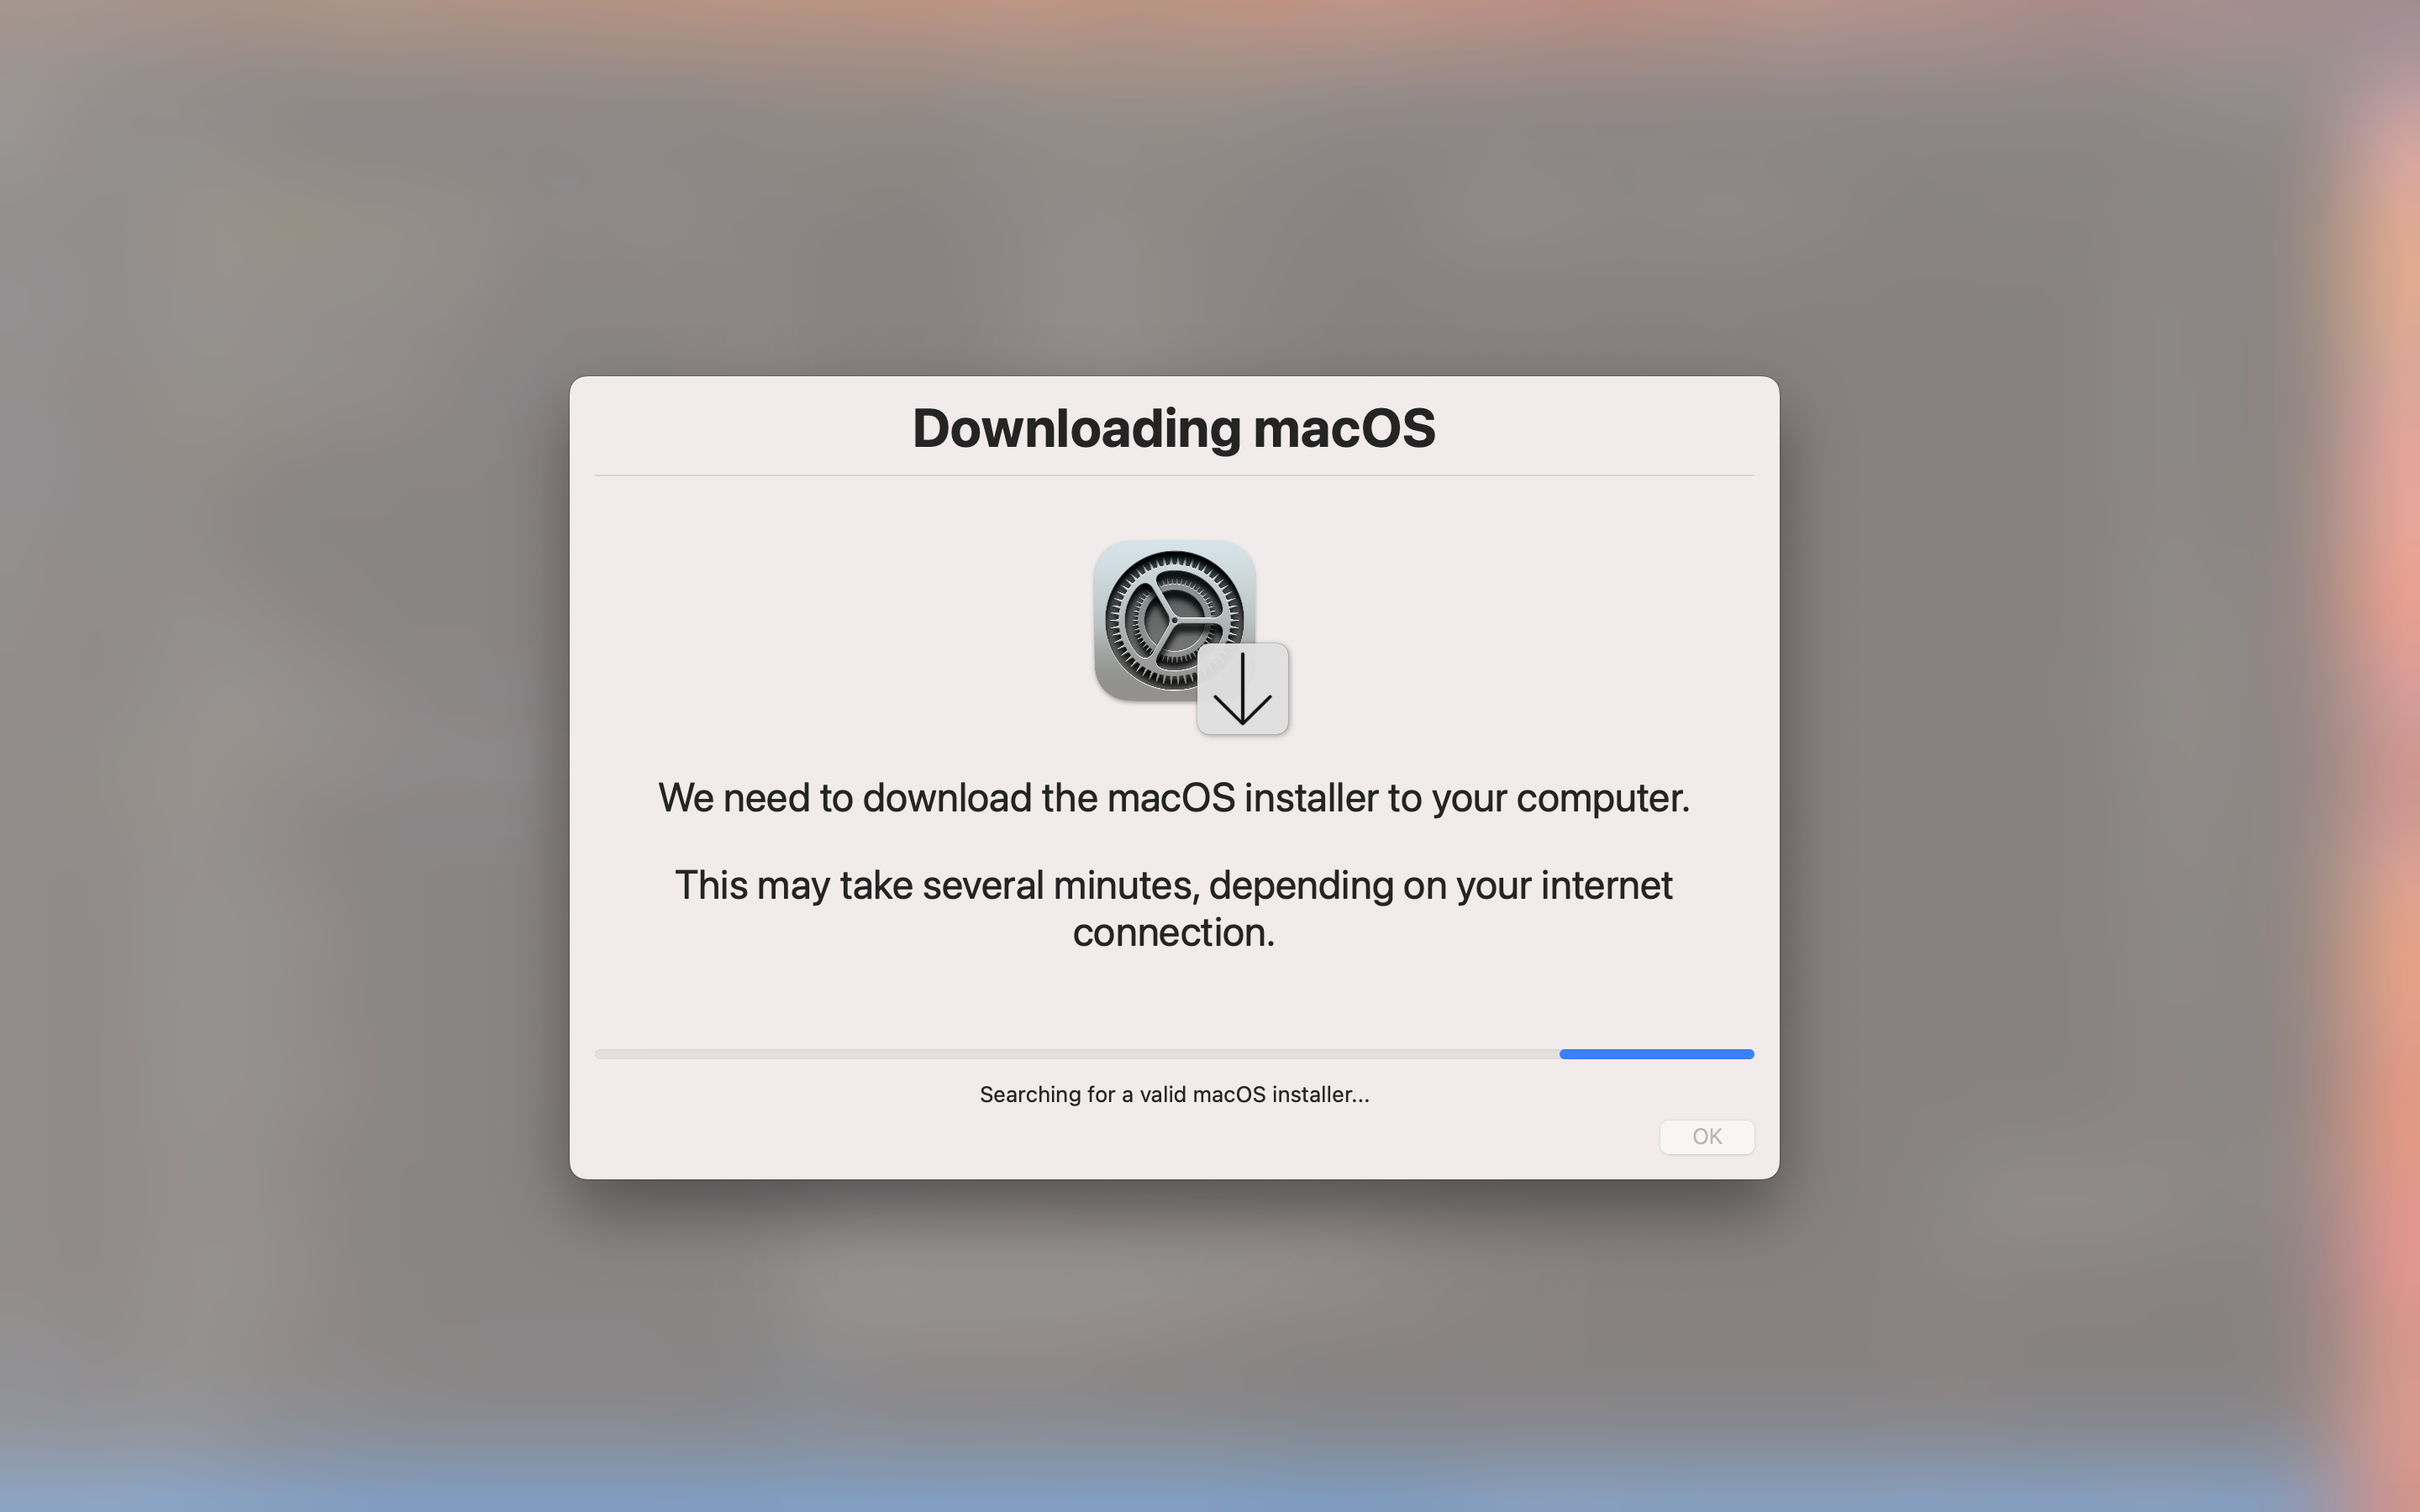 Downloading macOS
We need to download the macOS installer to your computer.
This may take several minutes, depending on your internet
connection.
Searching for a valid macOS installer...
OK